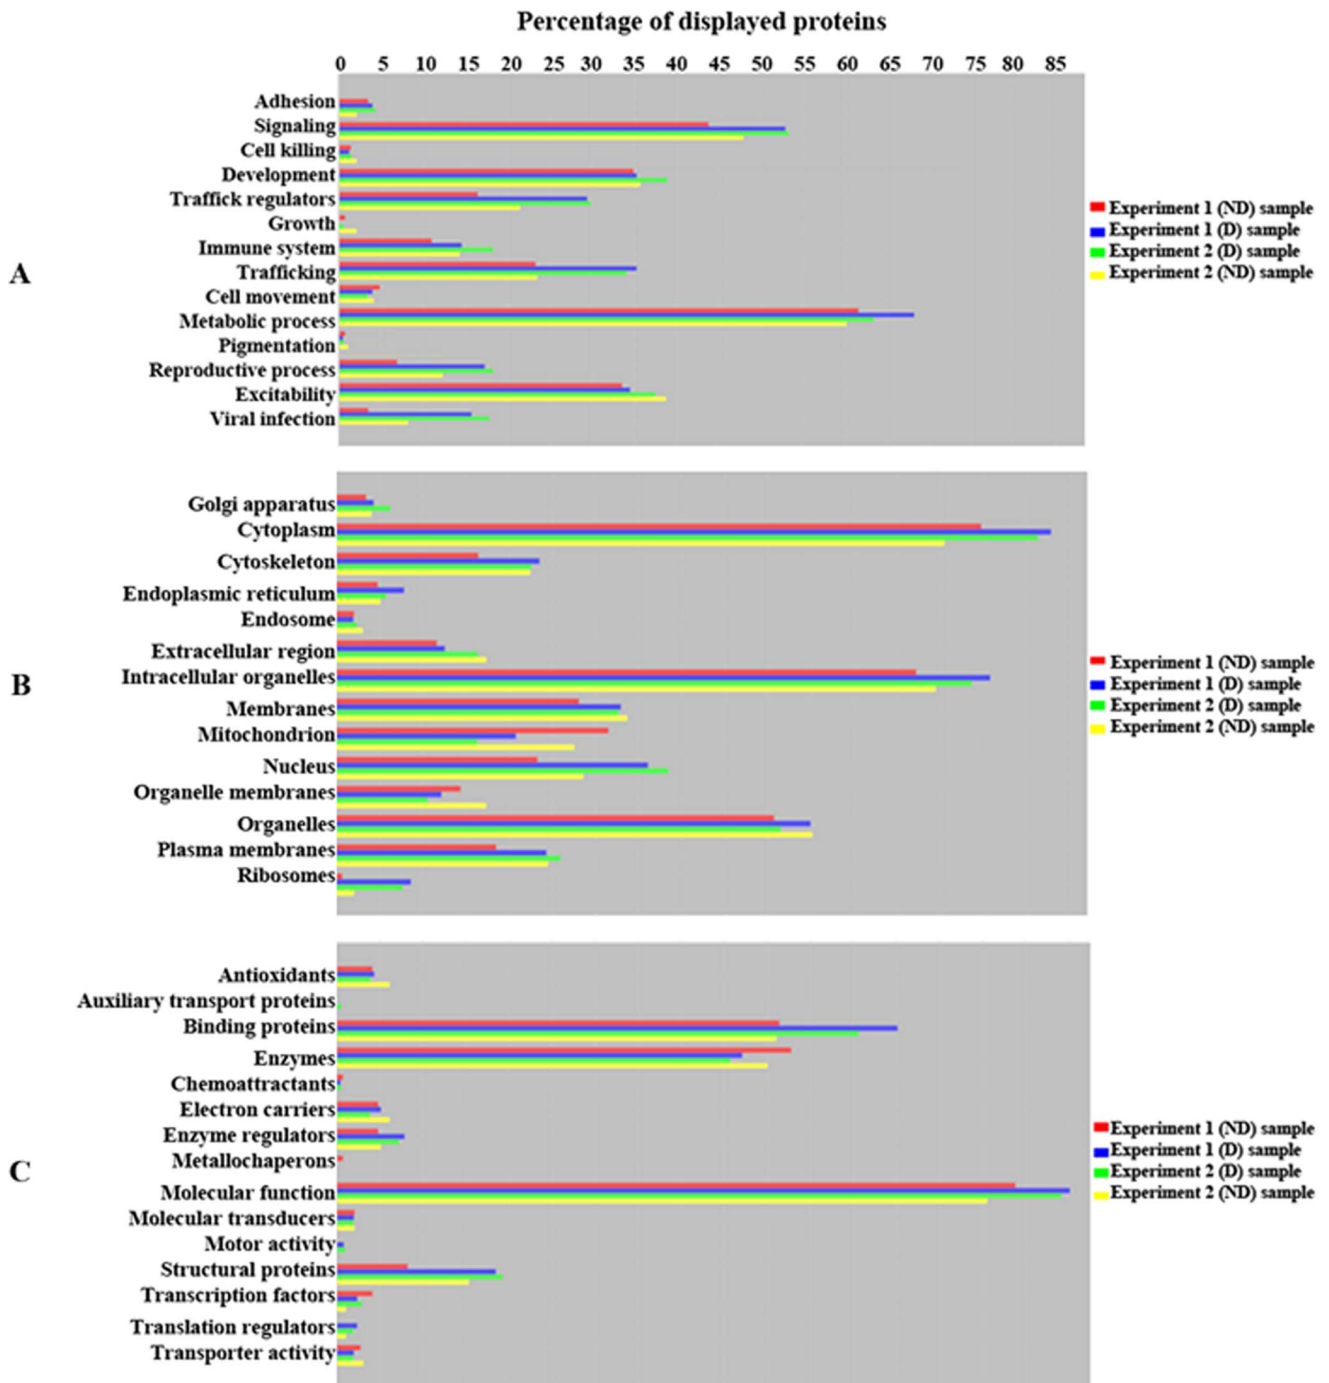 Percentage of displayed proteins
0 5 10 15 20 25 30 35 40 45 50 55 60 65 70 75 80 85
A
Adhesion
Signaling
Cell killing
Development
Traffick regulators
Growth
Immune system
Trafficking
Cell movement
Metabolic process
Pigmentation
Reproductive process
Excitability
Viral infection
Experiment 1 (ND) sample
Experiment 1 (D) sample
Experiment 2 (D) sample
Experiment 2 (ND) sample
B
Golgi apparatus
Cytoplasm
Cytoskeleton
Endoplasmic reticulum
Endosome
Extracellular region
Intracellular organelles
Membranes
Mitochondrion
Nucleus
Organelle membranes
Organelles
Plasma membranes
Ribosomes
Experiment 1 (ND) sample
Experiment 1 (D) sample
Experiment 2 (D) sample
Experiment 2 (ND) sample
C
Antioxidants
Auxiliary transport proteins
Binding proteins
Enzymes
Chemoattractants
Electron carriers
Enzyme regulators
Metallochaperons
Molecular function
Molecular transducers
Motor activity
Structural proteins
Transcription factors
Translation regulators
Transporter activity
Experiment 1 (ND) sample
Experiment 1 (D) sample
Experiment 2 (D) sample
Experiment 2 (ND) sample